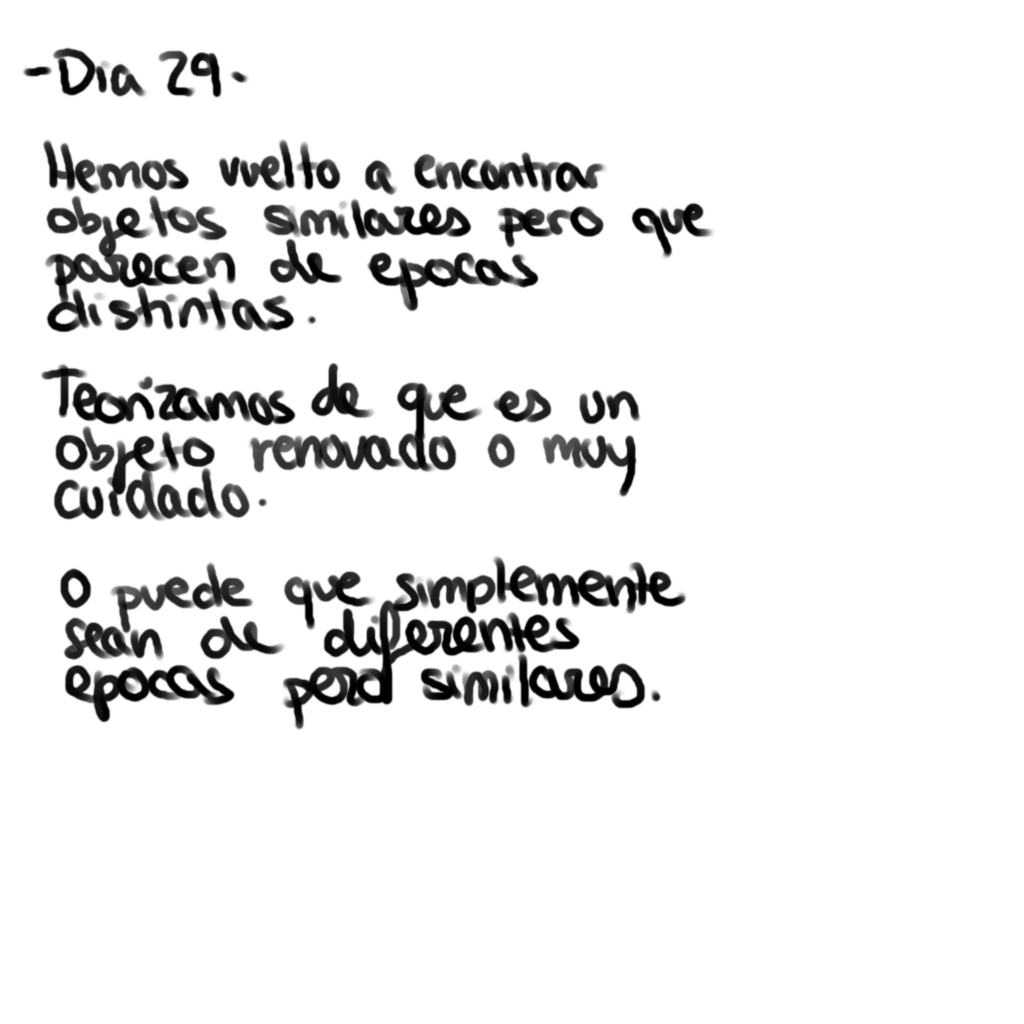 -Dia 29.
Hemos vuelto a encontrar
objetos similares pero que
parecen de epocas
distintas.
Teorizamos de que es un
objeto renovado o muy
cuidado.
O puede que simplemente
sean de diferentes
epocas pero similares.